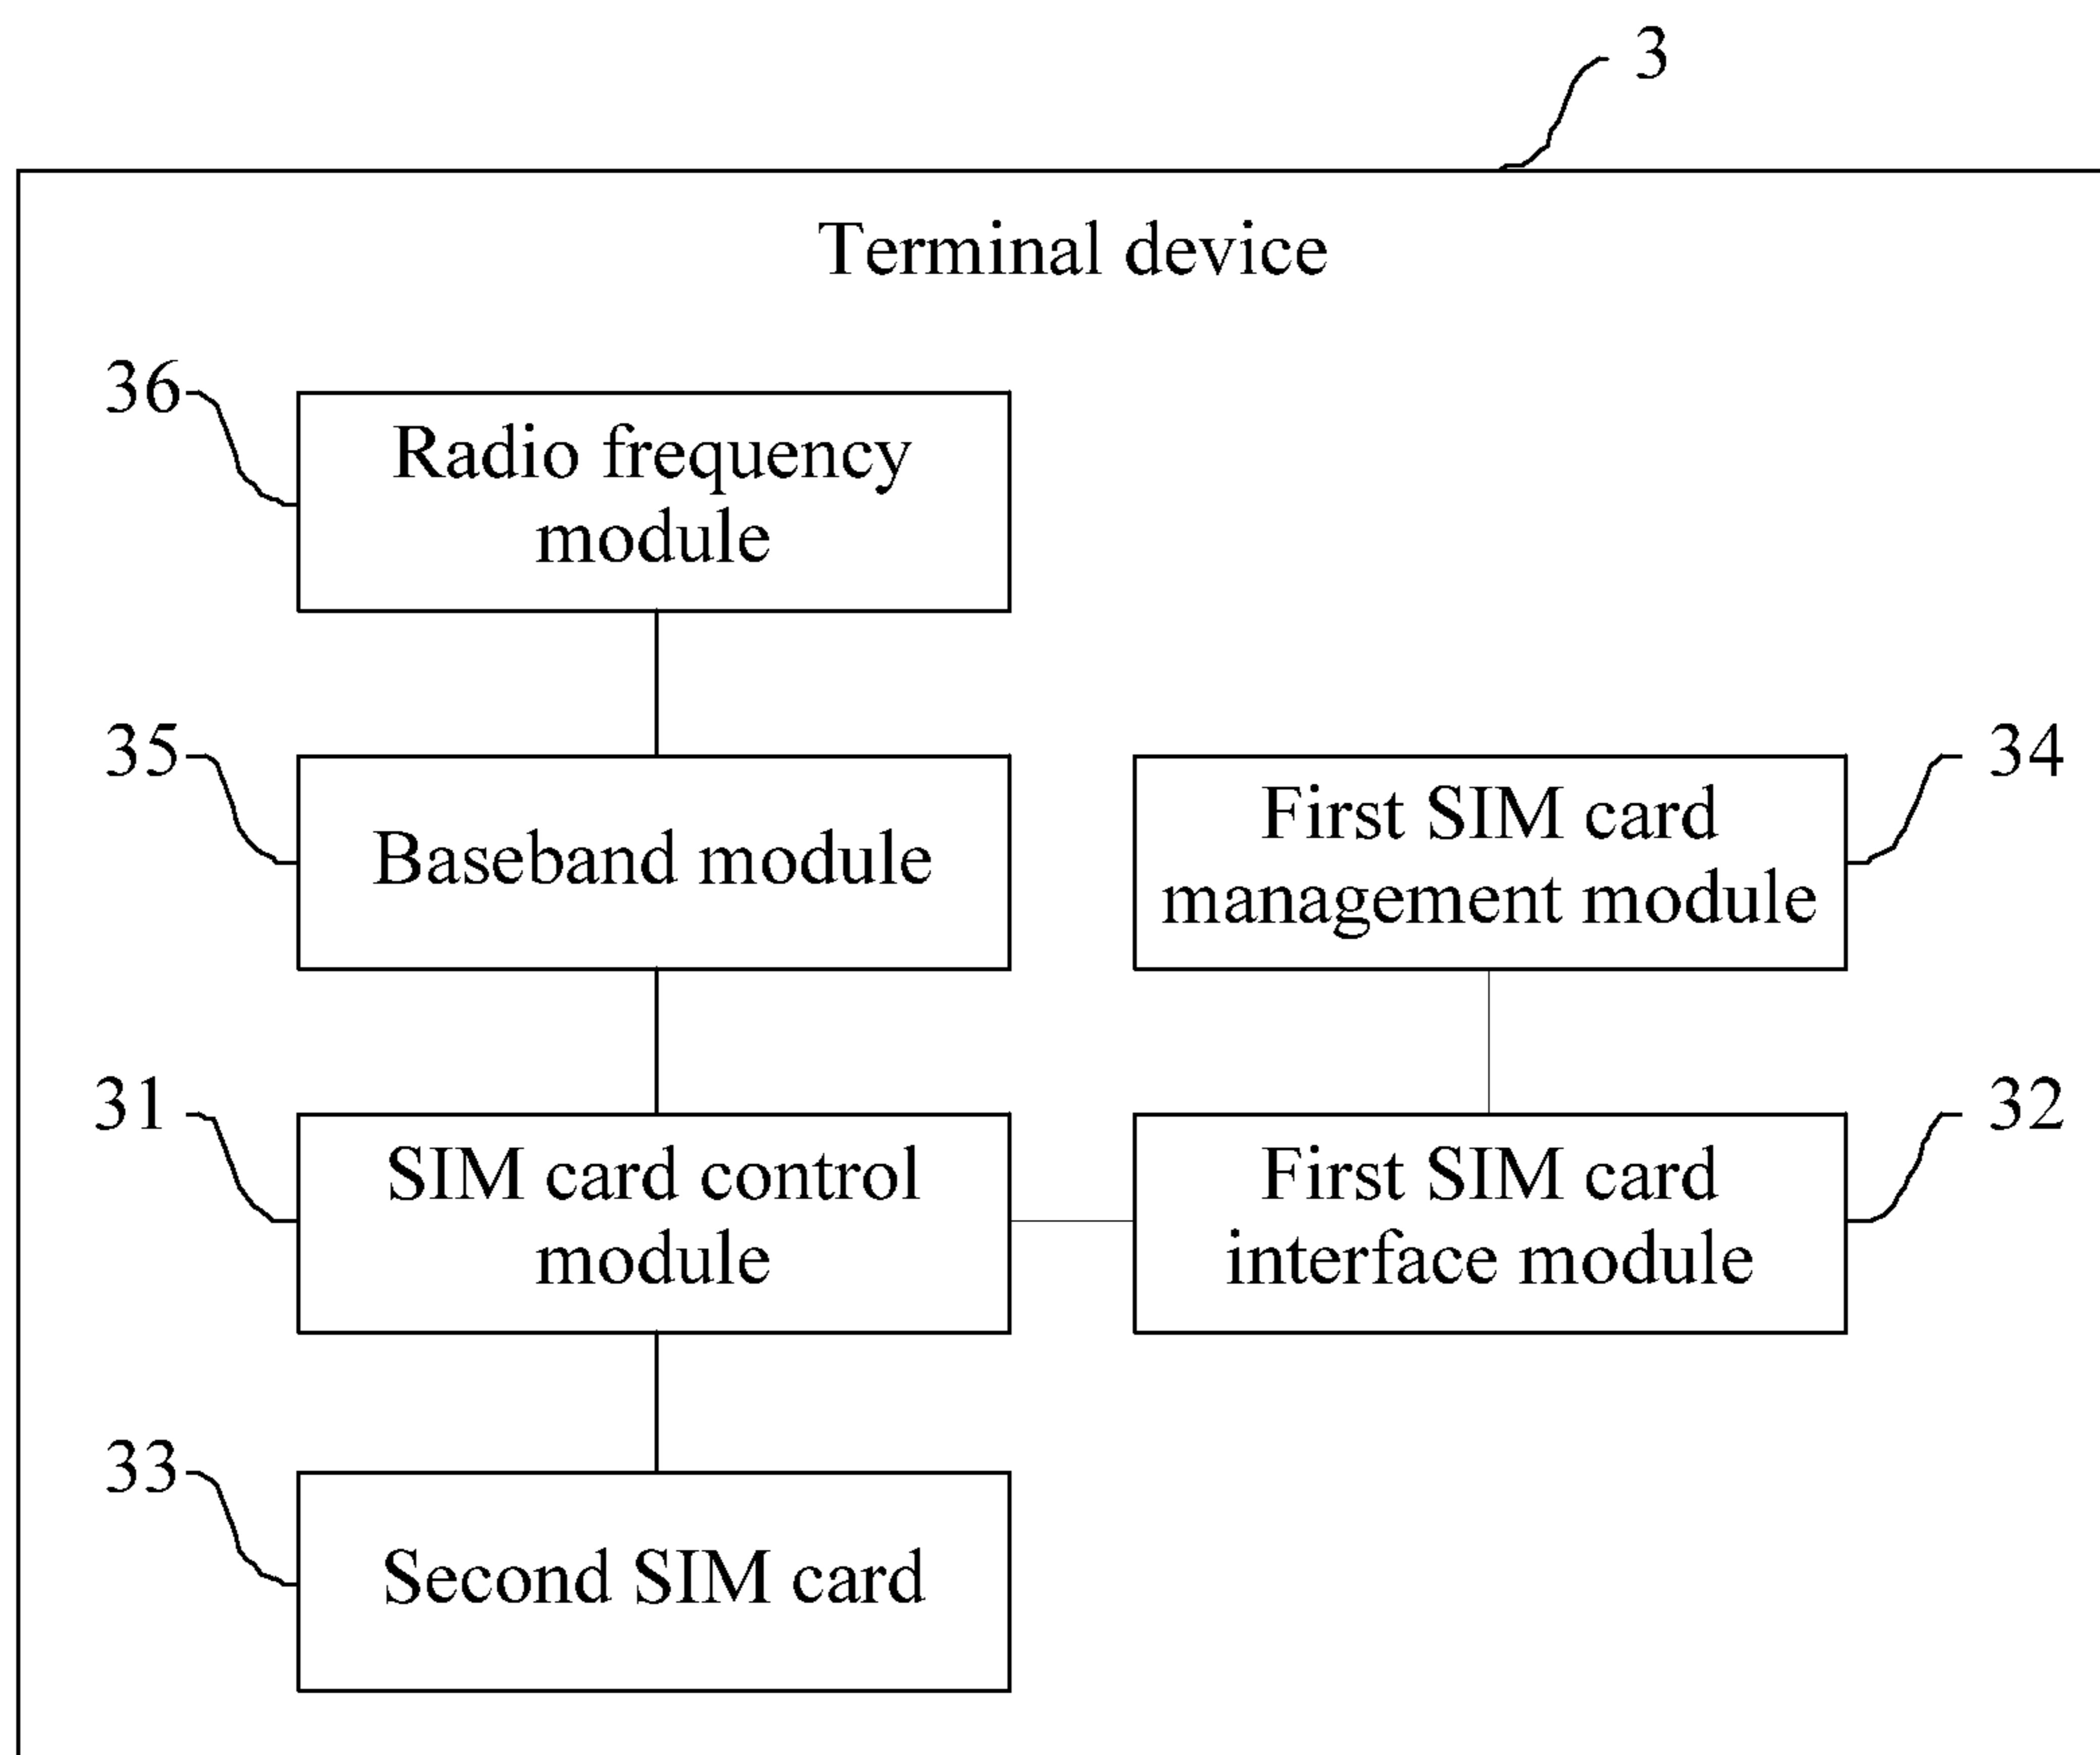 3
Terminal device
36
Radio frequency
module
35
Baseband module
34
First SIM card
management module
31
SIM card control
module
32
First SIM card
interface module
33
Second SIM card